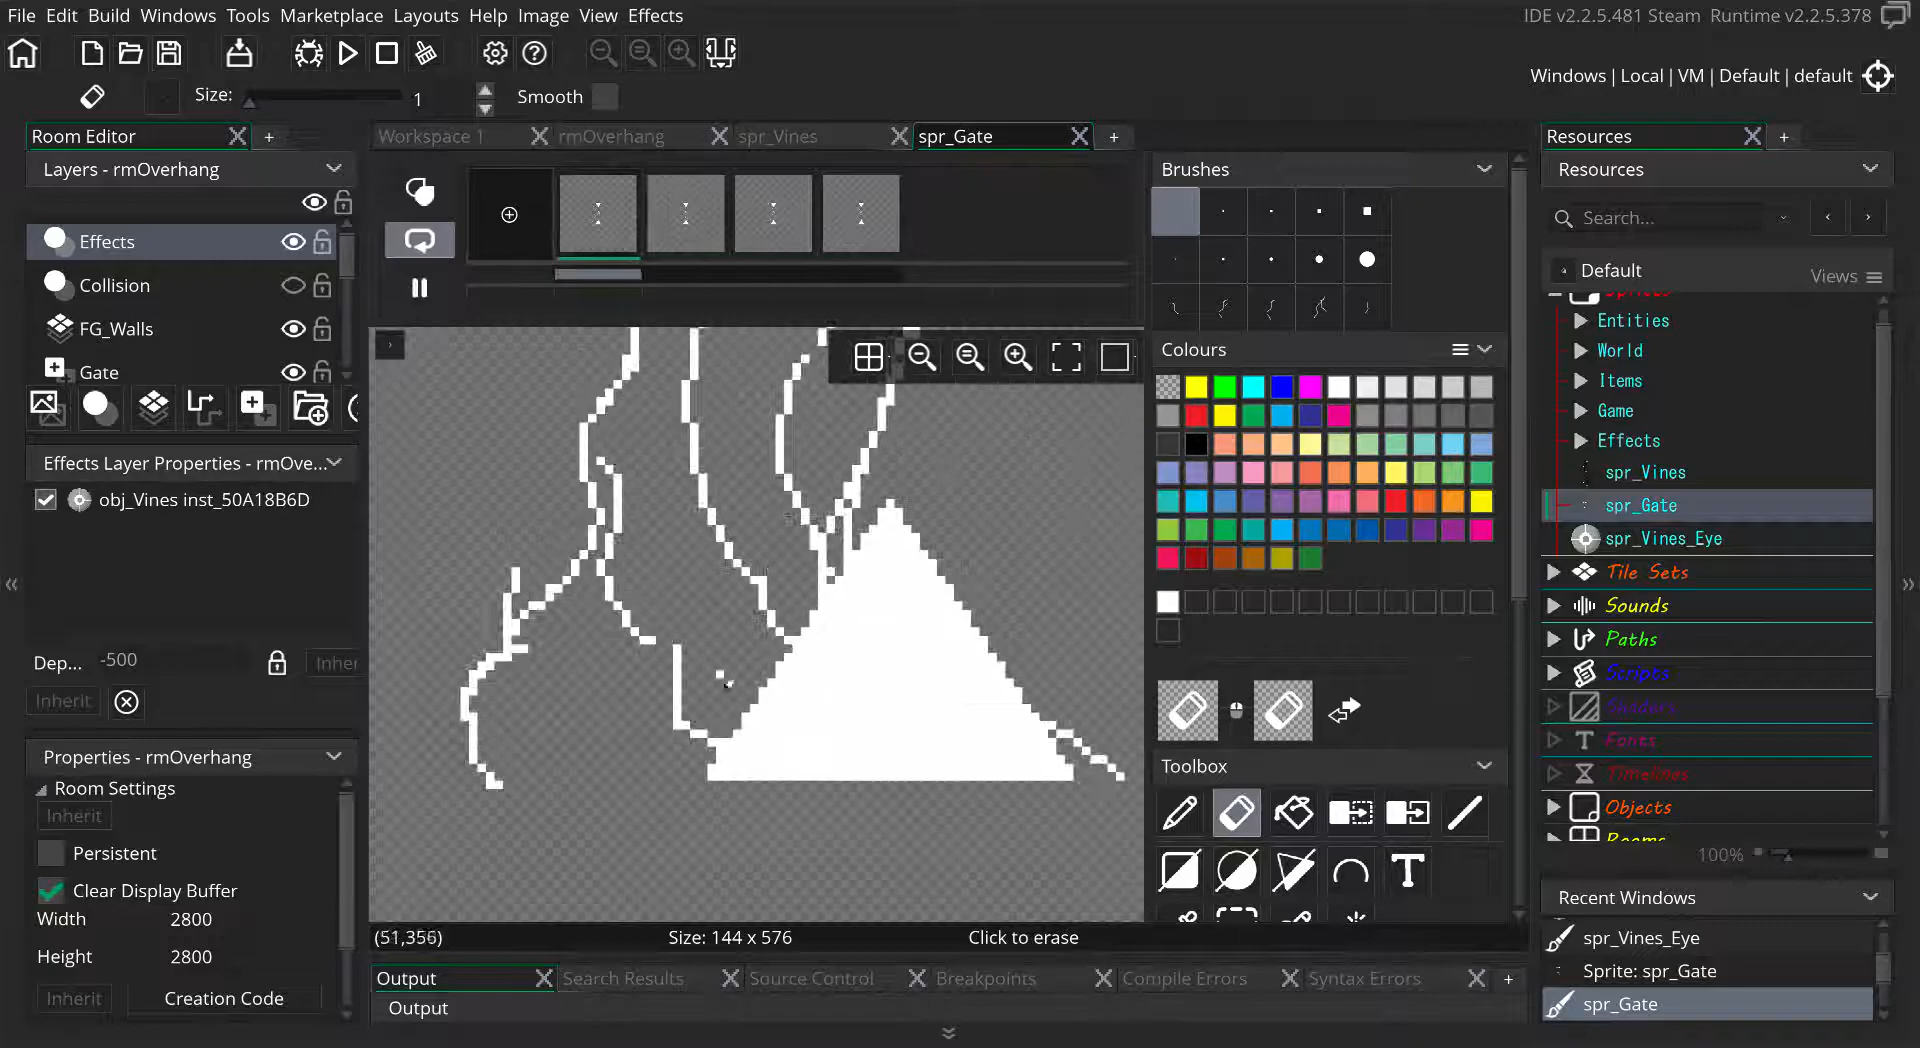 File Edit Build Windows Tools Marketplace Layouts Help Image View Effects
IDE v2.2.5.481 Steam Runtime v2.2.5.378
Windows | Local | VM | Default | default
Size: 1 Smooth
Room Editor
Workspace 1 rmOverhang spr_Vines spr_Gate
Resources
Layers - rmOverhang
Brushes
Resources
Search...
Effects
Default
Views
Collision
Sprites
Entities
FG_Walls
World
Colours
Gate
Items
Game
Effects
Effects Layer Properties - rmOve...
spr_Vines
obj_Vines inst_50A18B6D
spr_Gate
spr_Vines_Eye
Tile Sets
Sounds
Paths
Dep... -500 Inher
Scripts
Inherit
Shaders
Fonts
Properties - rmOverhang
Toolbox
Timelines
Room Settings
Objects
Inherit
Rooms
Persistent
100%
Clear Display Buffer
Recent Windows
Width 2800
(51,356) Size: 144 x 576 Click to erase
spr_Vines_Eye
Height 2800
Sprite: spr_Gate
Output Search Results Source Control Breakpoints Compile Errors Syntax Errors
Inherit Creation Code
Output
spr_Gate